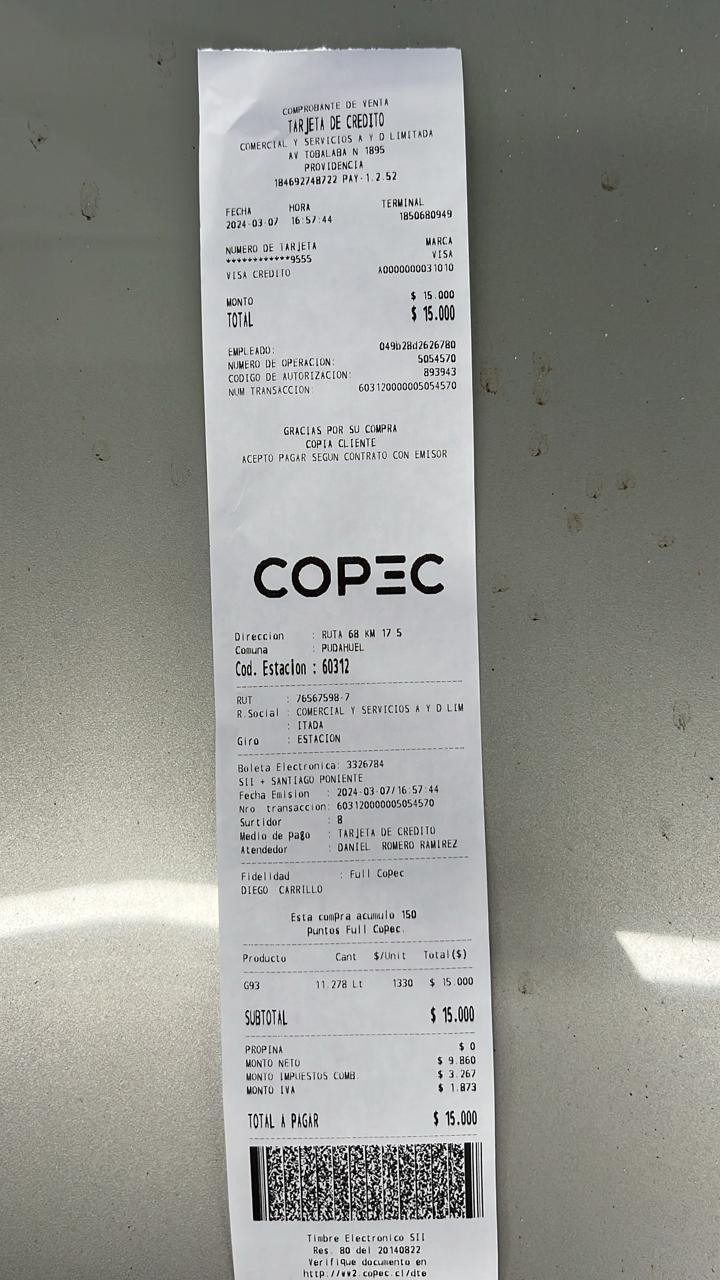 COMPROBANTE DE VENTA
TARJETA DE CREDITO
COMERCIAL Y SERVICIOS A Y D LIMITADA
AV TOBALABA N 1895
PROVIDENCIA
184692748722 PAY-1.2.52
FECHA HORA TERMINAL
2024-03-07 16:57:44 1850680949
NUMERO DE TARJETA MARCA
************9555 VISA
VISA CREDITO A0000000031010
MONTO $ 15.000
TOTAL $ 15.000
EMPLEADO: 049b28d2626780
NUMERO DE OPERACION: 5054570
CODIGO DE AUTORIZACION: 893943
NUM TRANSACCION: 603120000005054570
GRACIAS POR SU COMPRA
COPIA CLIENTE
ACEPTO PAGAR SEGUN CONTRATO CON EMISOR
COPEC
Direccion : RUTA 68 KM 17 5
Comuna : PUDAHUEL
Cod. Estacion : 60312
RUT : 76567598-7
R.Social : COMERCIAL Y SERVICIOS A Y D LIM
: ITADA
Giro : ESTACION
Boleta Electronica: 3326784
SII + SANTIAGO PONIENTE
Fecha Emision : 2024-03-07/16:57:44
Nro transaccion: 603120000005054570
Surtidor : 8
Medio de pago : TARJETA DE CREDITO
Atendedor : DANIEL ROMERO RAMIREZ
Fidelidad : Full Copec
DIEGO CARRILLO
Esta compra acumulo 150
puntos Full Copec.
Producto Cant $/Unit Total($)
G93 11.278 Lt 1330 $ 15.000
SUBTOTAL $ 15.000
PROPINA $ 0
MONTO NETO $ 9.860
MONTO IMPUESTOS COMB. $ 3.267
MONTO IVA $ 1.873
TOTAL A PAGAR $ 15.000
Timbre Electronico SII
Res. 80 del 20140822
Verifique documento en
http://ww2.copec.cl/dte